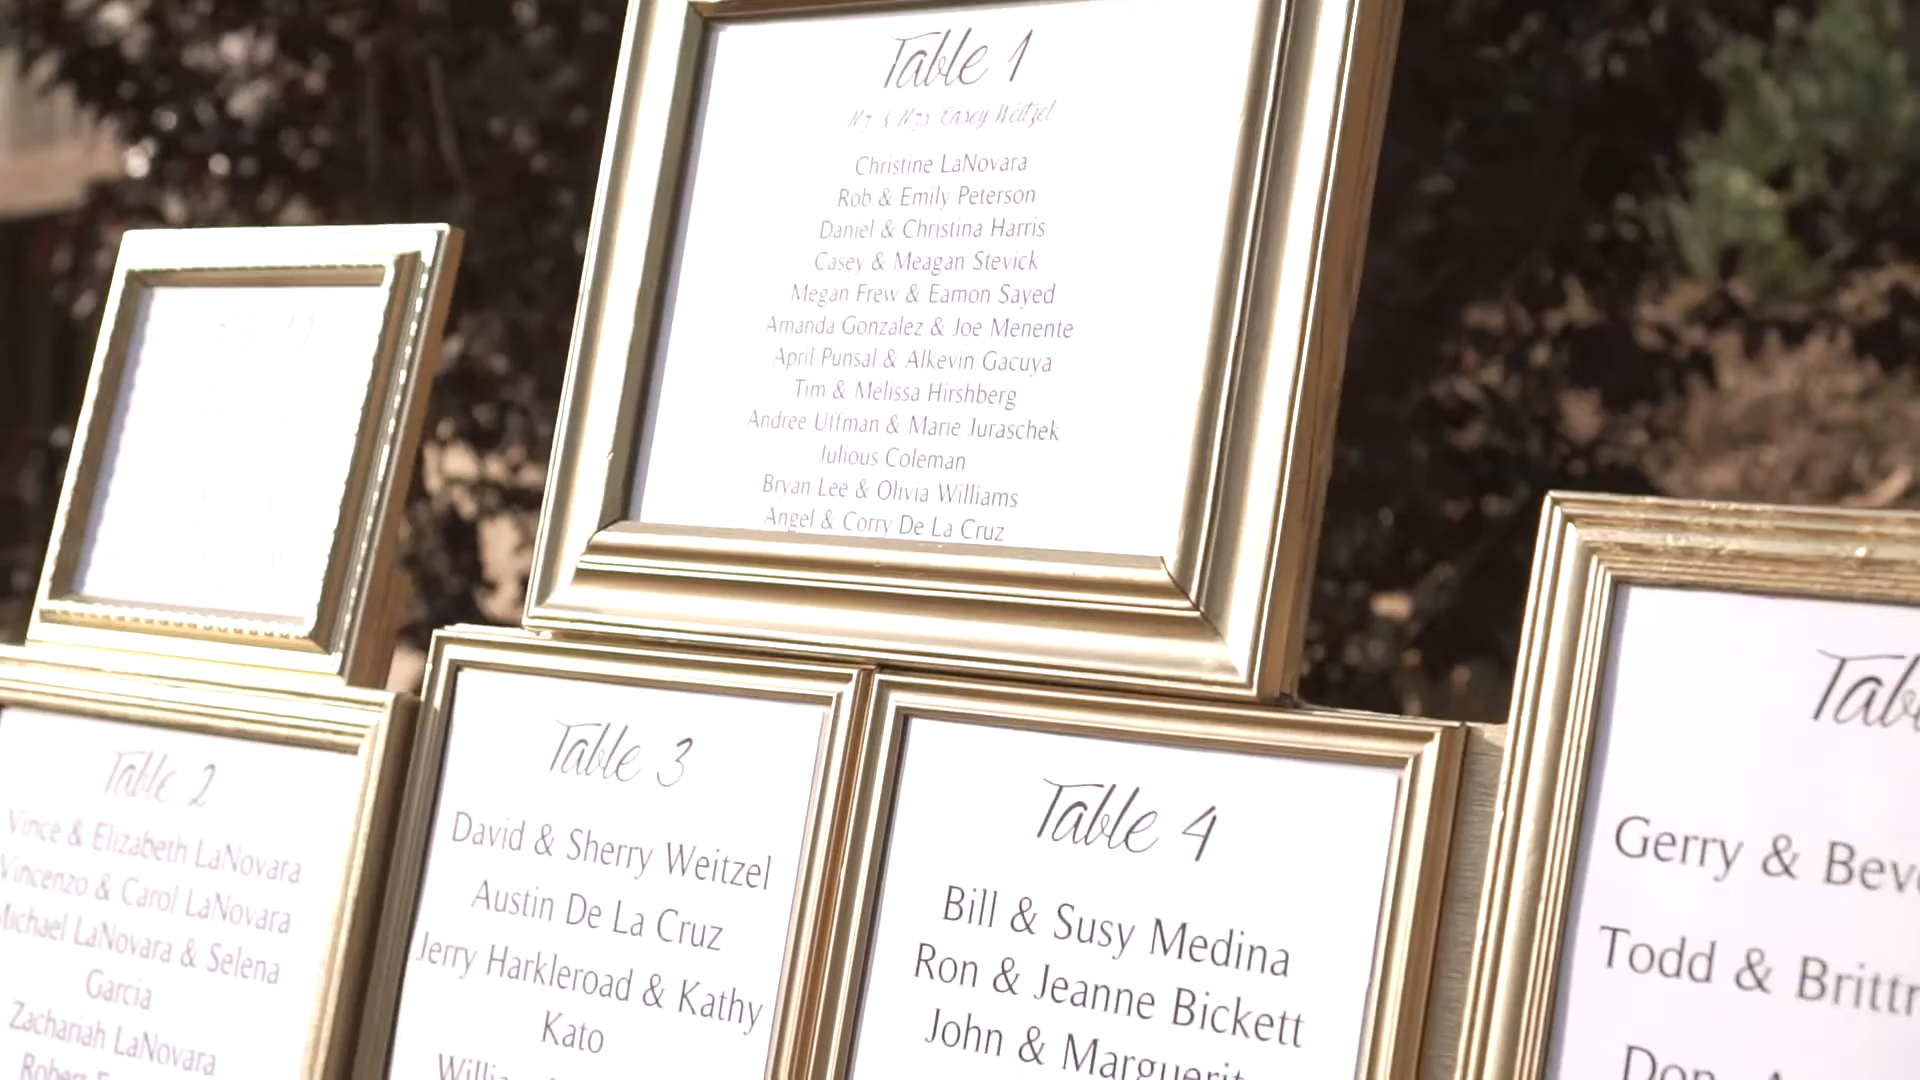 Table 1
Mr & Mrs Casey Weitzel
Christine LaNovara
Rob & Emily Peterson
Daniel & Christina Harris
Casey & Meagan Stevick
Megan Frew & Eamon Sayed
Amanda Gonzalez & Joe Menente
April Punsal & Alkevin Gacuya
Tim & Melissa Hirshberg
Andree Uffman & Marie Juraschek
Julious Coleman
Bryan Lee & Olivia Williams
Angel & Corry De La Cruz
Table 2
Vince & Elizabeth LaNovara
Vincenzo & Carol LaNovara
Michael LaNovara & Selena
Garcia
Zachariah LaNovara
Table 3
David & Sherry Weitzel
Austin De La Cruz
Jerry Harkleroad & Kathy
Kato
Table 4
Bill & Susy Medina
Ron & Jeanne Bickett
John &
Gerry &
Todd &